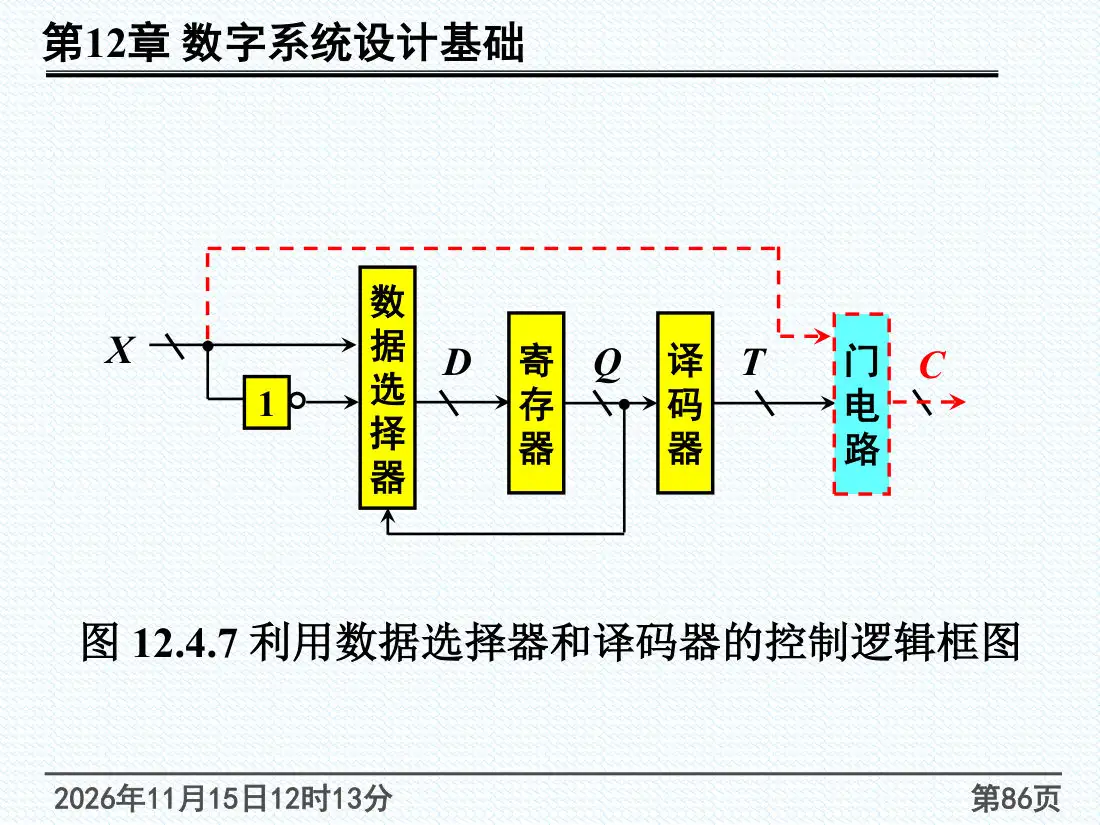 第12章 数字系统设计基础
X
1
数据选择器
D
寄存器
Q
译码器
T
门电路
C
图 12.4.7 利用数据选择器和译码器的控制逻辑框图
2026年11月15日12时13分
第86页